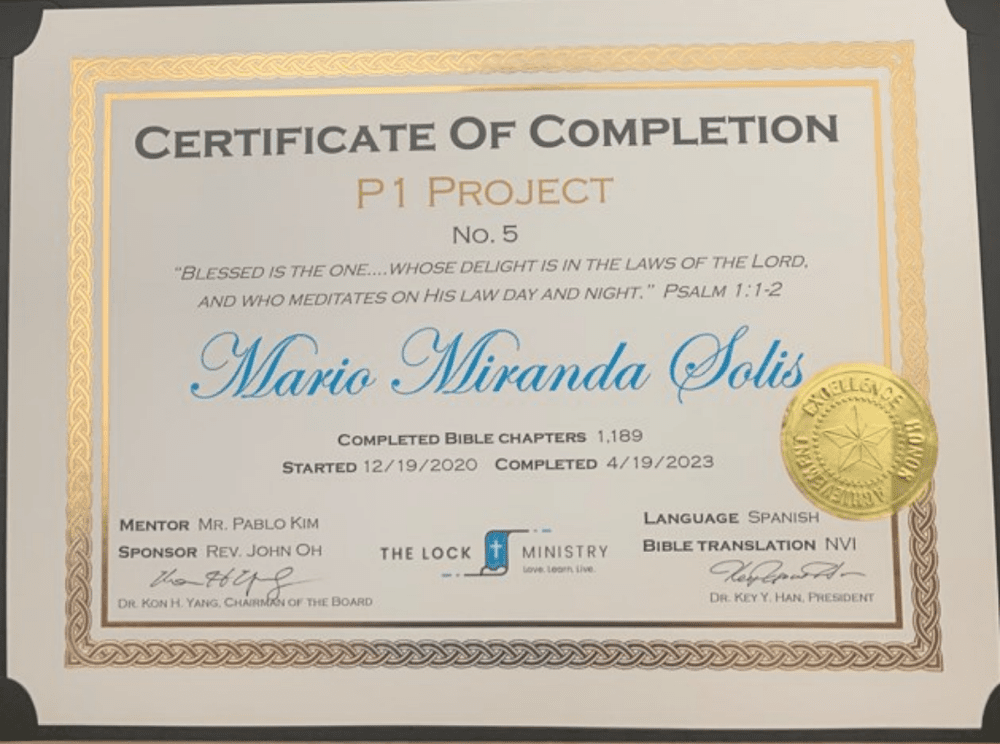 CERTIFICATE OF COMPLETION
P1 PROJECT
NO. 5
"BLESSED IS THE ONE....WHOSE DELIGHT IS IN THE LAWS OF THE LORD,
AND WHO MEDITATES ON HIS LAW DAY AND NIGHT." PSALM 1:1-2
Mario Miranda Solis
COMPLETED BIBLE CHAPTERS 1,189
STARTED 12/19/2020 COMPLETED 4/19/2023
EXCELLENCE HONOR ACHIEVEMENT
MENTOR MR. PABLO KIM
SPONSOR REV. JOHN OH
DR. KON H. YANG, CHAIRMAN OF THE BOARD
THE LOCK MINISTRY
Love. Learn. Live.
LANGUAGE SPANISH
BIBLE TRANSLATION NVI
DR. KEY Y. HAN, PRESIDENT